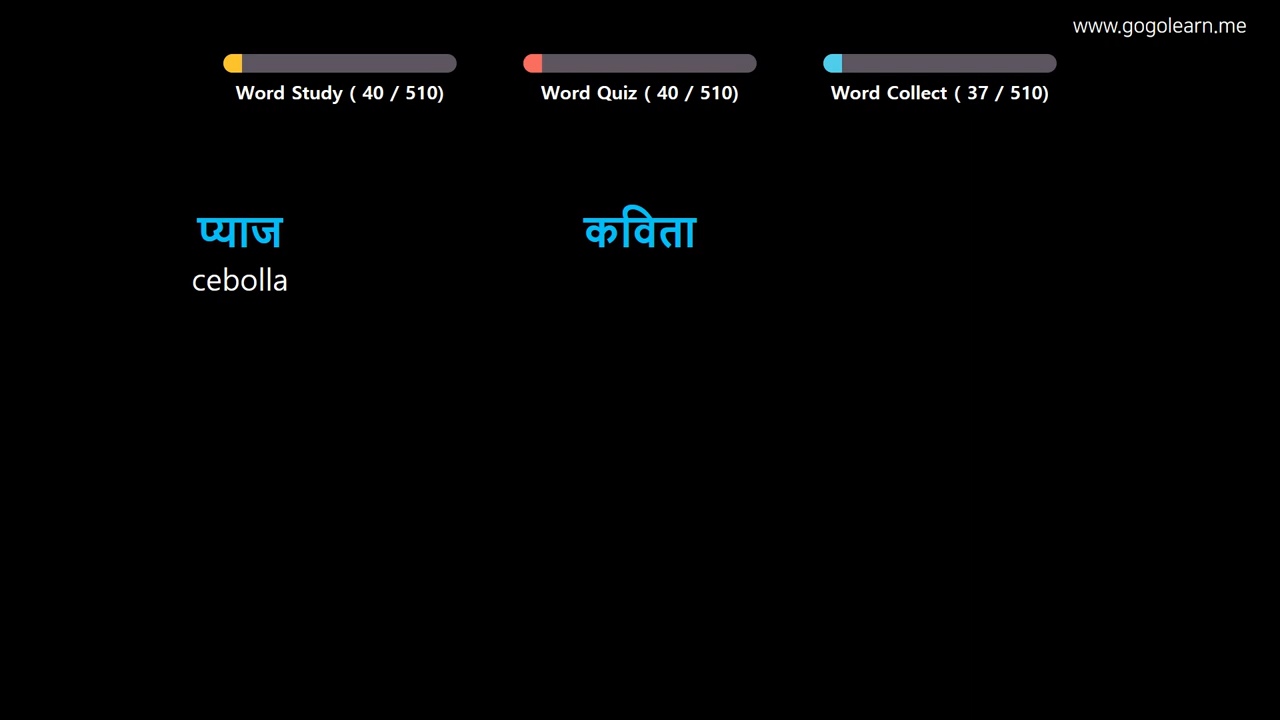 www.gogolearn.me
Word Study ( 40 / 510)
Word Quiz ( 40 / 510)
Word Collect ( 37 / 510)
प्याज
कविता
cebolla